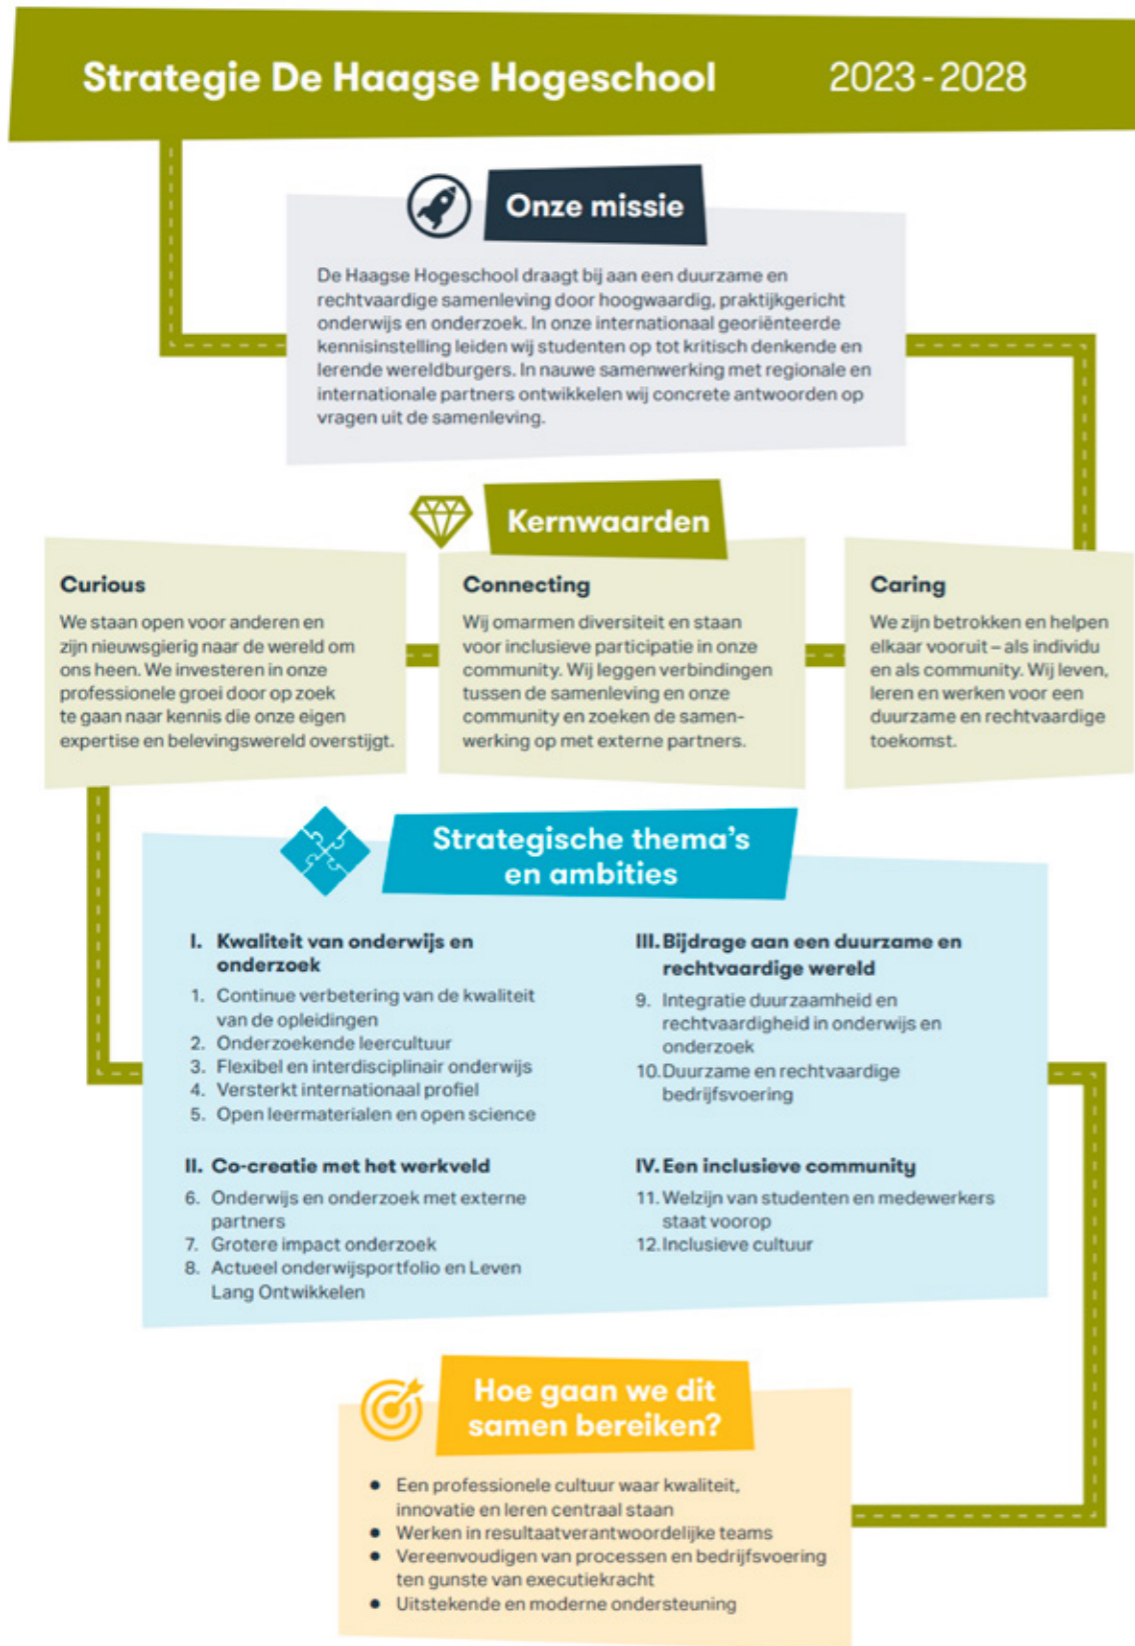 Strategie De Haagse Hogeschool 2023 - 2028
Onze missie
De Haagse Hogeschool draagt bij aan een duurzame en
rechtvaardige samenleving door hoogwaardig, praktijkgericht
onderwijs en onderzoek. In onze internationaal georiënteerde
kennisinstelling leiden wij studenten op tot kritisch denkende en
lerende wereldburgers. In nauwe samenwerking met regionale en
internationale partners ontwikkelen wij concrete antwoorden op
vragen uit de samenleving.
Kernwaarden
Curious
We staan open voor anderen en
zijn nieuwsgierig naar de wereld om
ons heen. We investeren in onze
professionele groei door op zoek
te gaan naar kennis die onze eigen
expertise en belevingswereld overstijgt.
Connecting
Wij omarmen diversiteit en staan
voor inclusieve participatie in onze
community. Wij leggen verbindingen
tussen de samenleving en onze
community en zoeken de samen-
werking op met externe partners.
Caring
We zijn betrokken en helpen
elkaar vooruit – als individu
en als community. Wij leven,
leren en werken voor een
duurzame en rechtvaardige
toekomst.
Strategische thema's
en ambities
I. Kwaliteit van onderwijs en
onderzoek
1. Continue verbetering van de kwaliteit
van de opleidingen
2. Onderzoekende leercultuur
3. Flexibel en interdisciplinair onderwijs
4. Versterkt internationaal profiel
5. Open leermaterialen en open science
II. Co-creatie met het werkveld
6. Onderwijs en onderzoek met externe
partners
7. Grotere impact onderzoek
8. Actueel onderwijsportfolio en Leven
Lang Ontwikkelen
III. Bijdrage aan een duurzame en
rechtvaardige wereld
9. Integratie duurzaamheid en
rechtvaardigheid in onderwijs en
onderzoek
10. Duurzame en rechtvaardige
bedrijfsvoering
IV. Een inclusieve community
11. Welzijn van studenten en medewerkers
staat voorop
12. Inclusieve cultuur
Hoe gaan we dit
samen bereiken?
• Een professionele cultuur waar kwaliteit,
innovatie en leren centraal staan
• Werken in resultaatverantwoordelijke teams
• Vereenvoudigen van processen en bedrijfsvoering
ten gunste van executiekracht
• Uitstekende en moderne ondersteuning